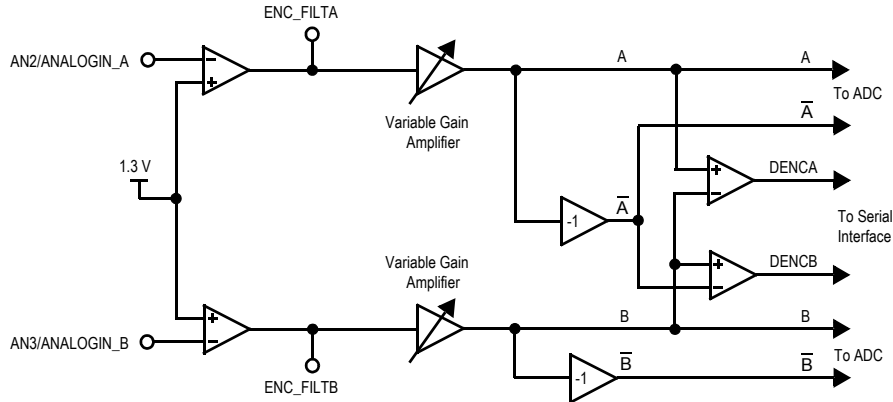 ENC_FILTA
AN2/ANALOGIN_A
−
+
Variable Gain
Amplifier
A
A
To ADC
A̅
1.3 V
+
−
DENCA
-1
A̅
To Serial
Interface
Variable Gain
Amplifier
+
−
DENCB
+
−
AN3/ANALOGIN_B
B
B
To ADC
ENC_FILTB
-1
B̅
B̅